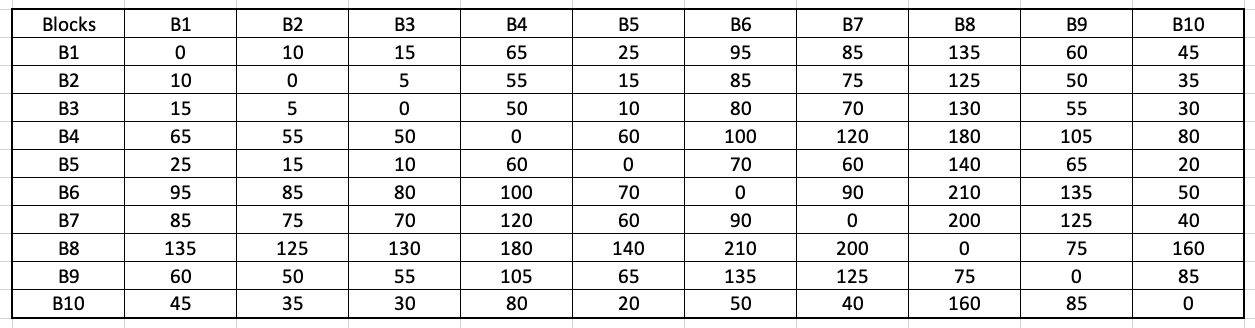 Blocks B1 B2 B3 B4 B5 B6 B7 B8 B9 B10
B1 0 10 15 65 25 95 85 135 60 45
B2 10 0 5 55 15 85 75 125 50 35
B3 15 5 0 50 10 80 70 130 55 30
B4 65 55 50 0 60 100 120 180 105 80
B5 25 15 10 60 0 70 60 140 65 20
B6 95 85 80 100 70 0 90 210 135 50
B7 85 75 70 120 60 90 0 200 125 40
B8 135 125 130 180 140 210 200 0 75 160
B9 60 50 55 105 65 135 125 75 0 85
B10 45 35 30 80 20 50 40 160 85 0